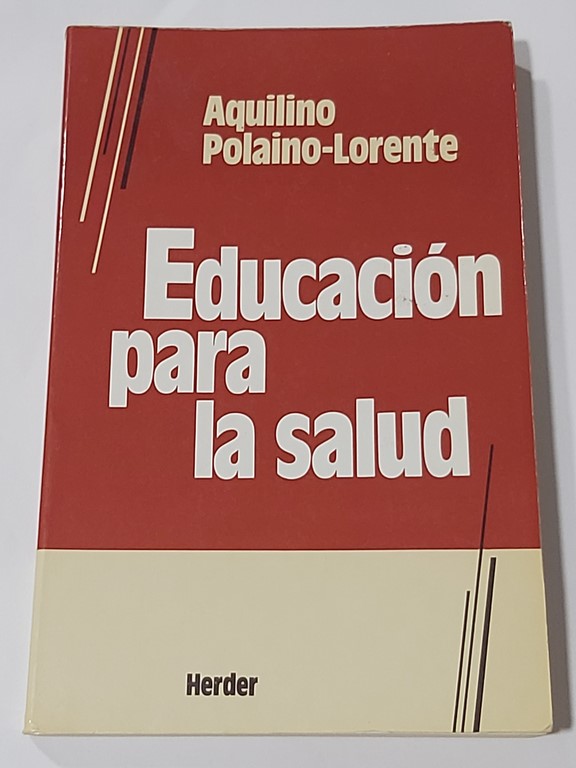 Aquilino
Polaino-Lorente
Educación
para
la salud
Herder